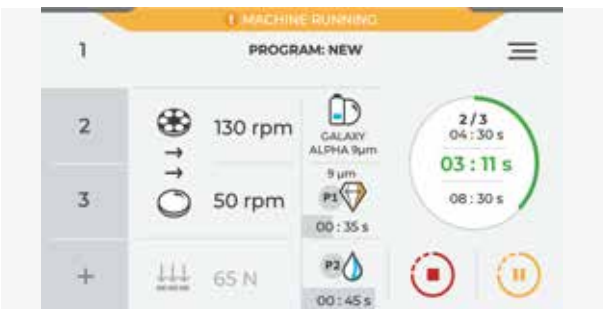 ! MACHINE RUNNING
1
PROGRAM: NEW
2
130 rpm
GALAXY
ALPHA 9µm
2/3
04:30 s
03:11 s
08:30 s
3
50 rpm
9 µm
P1
00:35 s
+
65 N
P2
00:45 s